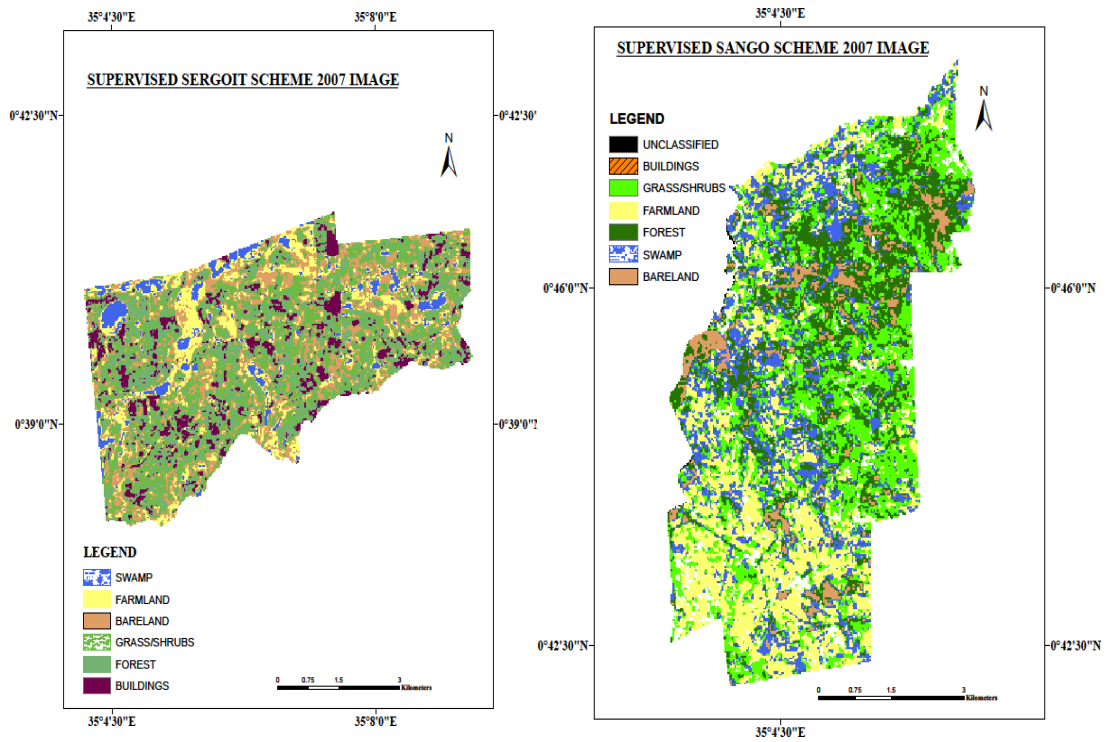 35°4'30"E
35°8'0"E
SUPERVISED SERGOIT SCHEME 2007 IMAGE
0°42'30"N
0°42'30"N
N
0°39'0"N
0°39'0"N
LEGEND
SWAMP
FARMLAND
BARELAND
GRASS/SHRUBS
FOREST
BUILDINGS
0 0.75 1.5 3
Kilometers
35°4'30"E
35°8'0"E
35°4'30"E
SUPERVISED SANGO SCHEME 2007 IMAGE
N
LEGEND
UNCLASSIFIED
BUILDINGS
GRASS/SHRUBS
FARMLAND
FOREST
SWAMP
BARELAND
0°46'0"N
0°46'0"N
0°42'30"N
0°42'30"N
0 0.75 1.5 3
Kilometers
35°4'30"E